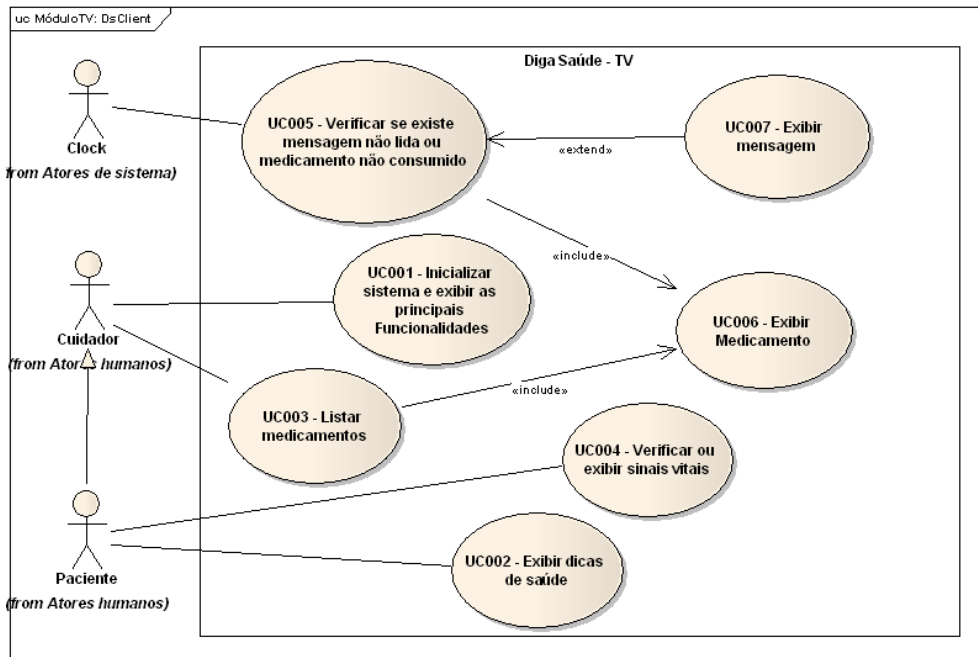 uc MóduloTV: DsClient
Diga Saúde - TV
Clock
from Atores de sistema)
UC005 - Verificar se existe
mensagem não lida ou
medicamento não consumido
«extend»
UC007 - Exibir
mensagem
«include»
Cuidador
(from Atores humanos)
UC001 - Inicializar
sistema e exibir as
principais
Funcionalidades
UC006 - Exibir
Medicamento
UC003 - Listar
medicamentos
«include»
UC004 - Verificar ou
exibir sinais vitais
Paciente
(from Atores humanos)
UC002 - Exibir dicas
de saúde